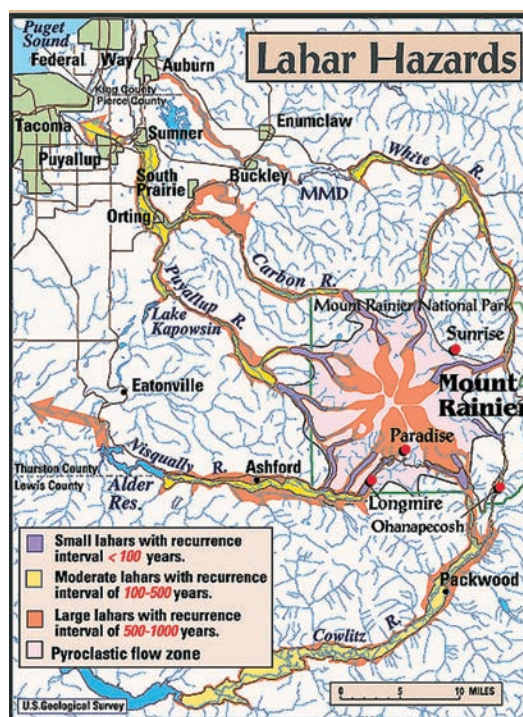 Lahar Hazards
Puget
Sound
Federal Way
Auburn
King County
Pierce County
Tacoma
Sumner
Enumclaw
Puyallup
White R.
South
Prairie
Buckley
MMD
Orting
Carbon R.
Puyallup R.
Mount Rainier National Park
Lake
Kapowsin
Sunrise
Mount
Rainier
Eatonville
Paradise
Nisqually R.
Ashford
Thurston County
Lewis County
Alder
Res.
Longmire
Ohanapecosh
Small lahars with recurrence
interval < 100 years.
Moderate lahars with recurrence
interval of 100-500 years.
Large lahars with recurrence
interval of 500-1000 years.
Pyroclastic flow zone
Packwood
Cowlitz R.
0 5 10 MILES
U.S.Geological Survey